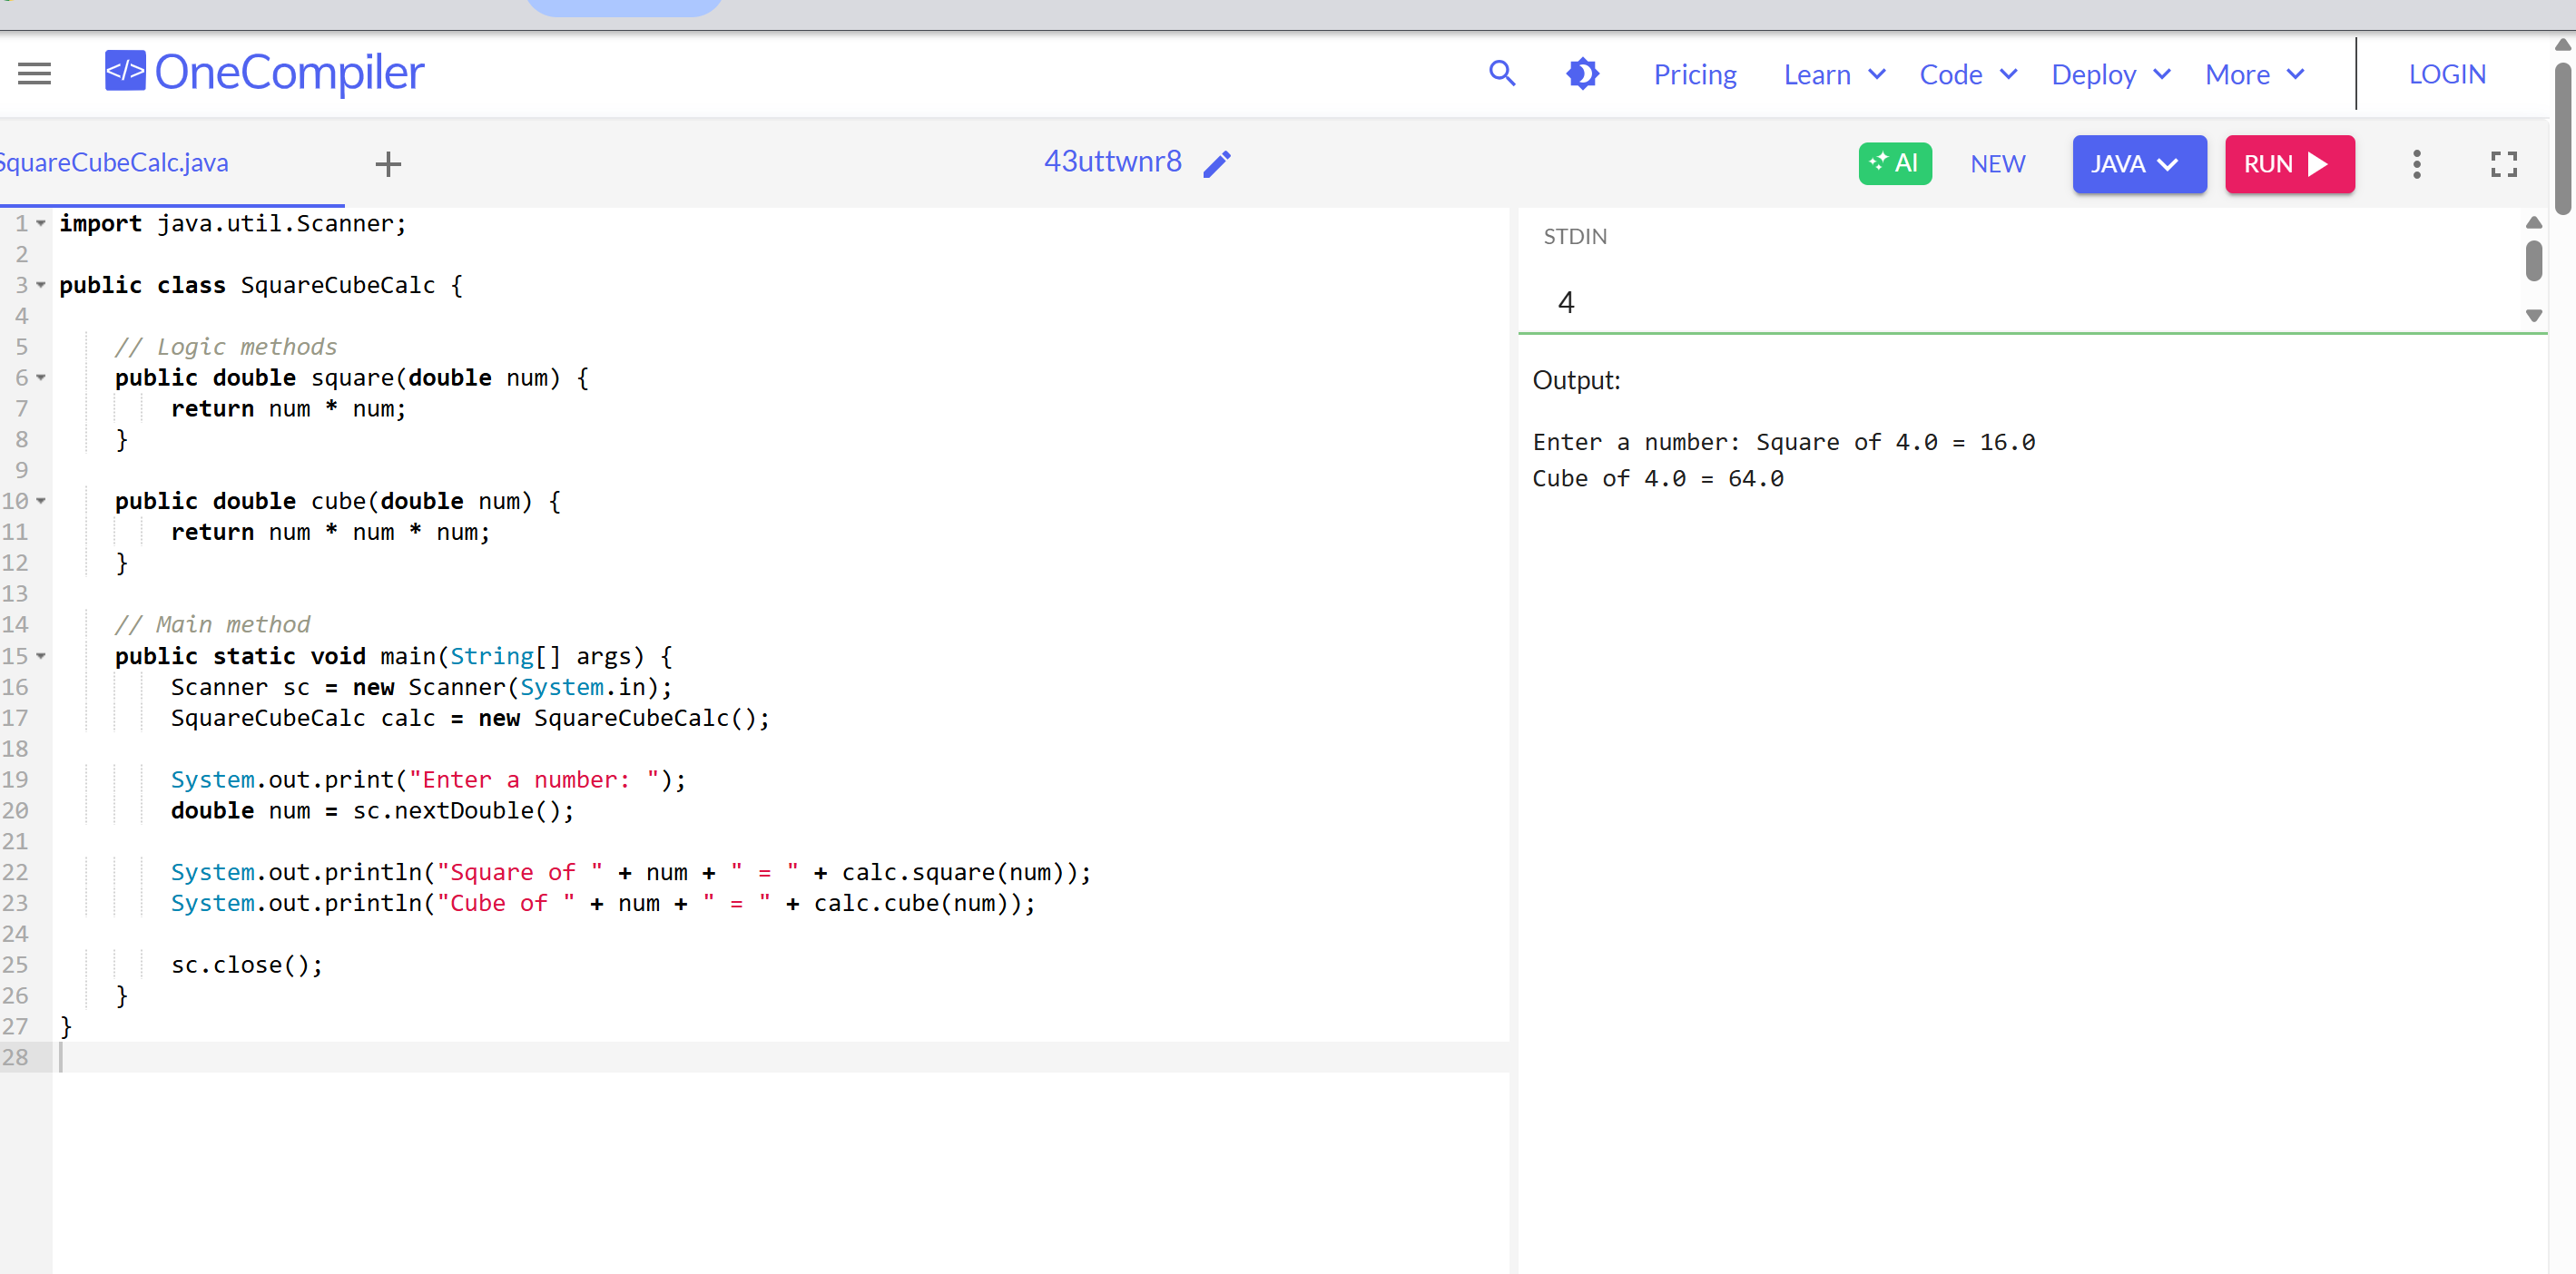 </> OneCompiler
Pricing Learn Code Deploy More LOGIN
SquareCubeCalc.java + 43uttwnr8 AI NEW JAVA RUN
1 import java.util.Scanner;
2
3 public class SquareCubeCalc {
4
5 // Logic methods
6 public double square(double num) {
7 return num * num;
8 }
9
10 public double cube(double num) {
11 return num * num * num;
12 }
13
14 // Main method
15 public static void main(String[] args) {
16 Scanner sc = new Scanner(System.in);
17 SquareCubeCalc calc = new SquareCubeCalc();
18
19 System.out.print("Enter a number: ");
20 double num = sc.nextDouble();
21
22 System.out.println("Square of " + num + " = " + calc.square(num));
23 System.out.println("Cube of " + num + " = " + calc.cube(num));
24
25 sc.close();
26 }
27 }
28
STDIN
4
Output:
Enter a number: Square of 4.0 = 16.0
Cube of 4.0 = 64.0